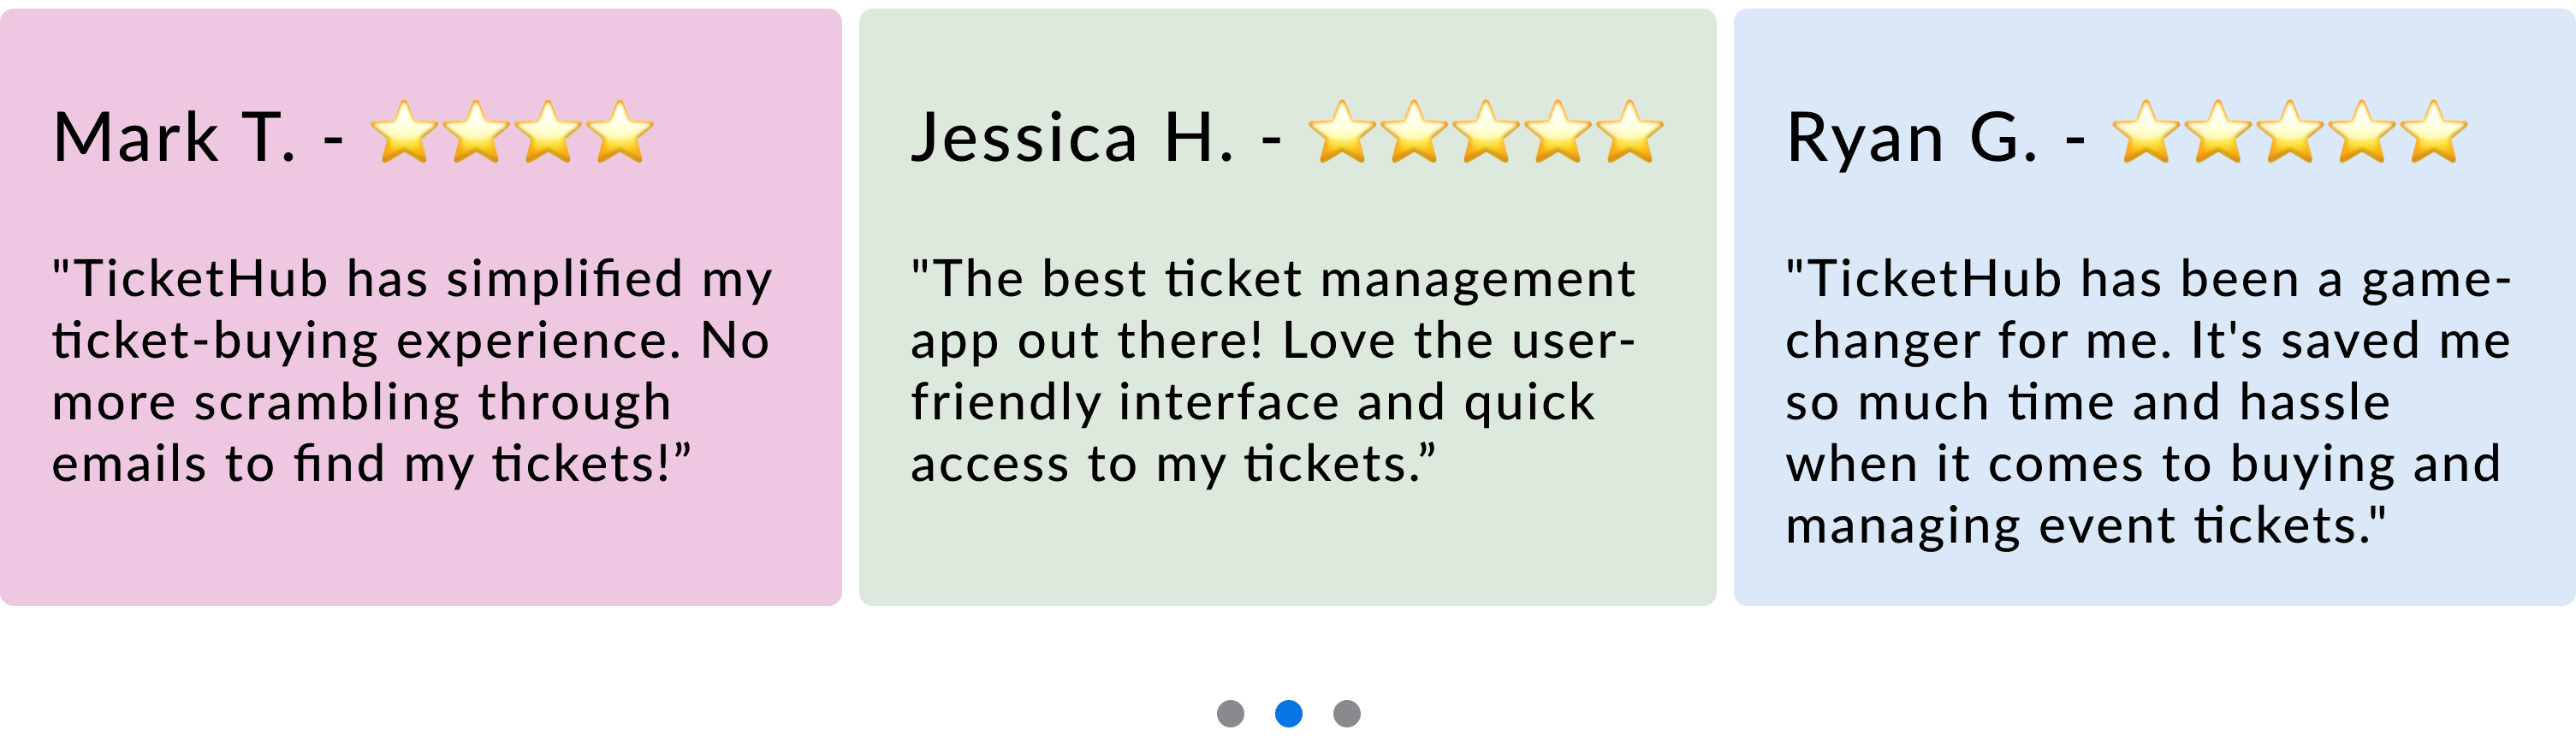 Mark T. - ⭐⭐⭐⭐
"TicketHub has simplified my
ticket-buying experience. No
more scrambling through
emails to find my tickets!”
Jessica H. - ⭐⭐⭐⭐⭐
"The best ticket management
app out there! Love the user-
friendly interface and quick
access to my tickets.”
Ryan G. - ⭐⭐⭐⭐⭐
"TicketHub has been a game-
changer for me. It's saved me
so much time and hassle
when it comes to buying and
managing event tickets."